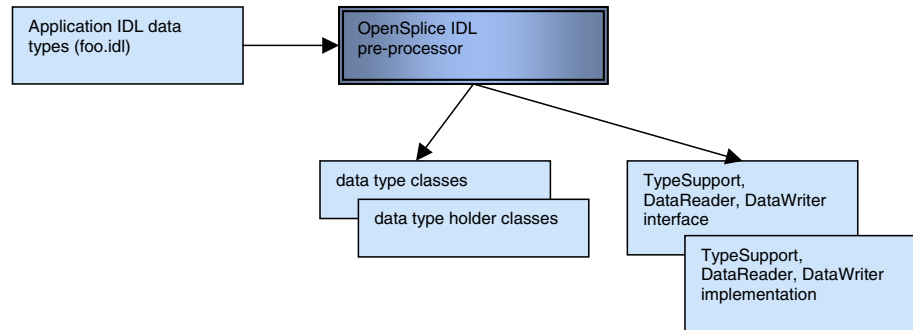 Application IDL data
types (foo.idl)
OpenSplice IDL
pre-processor
data type classes
data type holder classes
TypeSupport,
DataReader, DataWriter
interface
TypeSupport,
DataReader, DataWriter
implementation